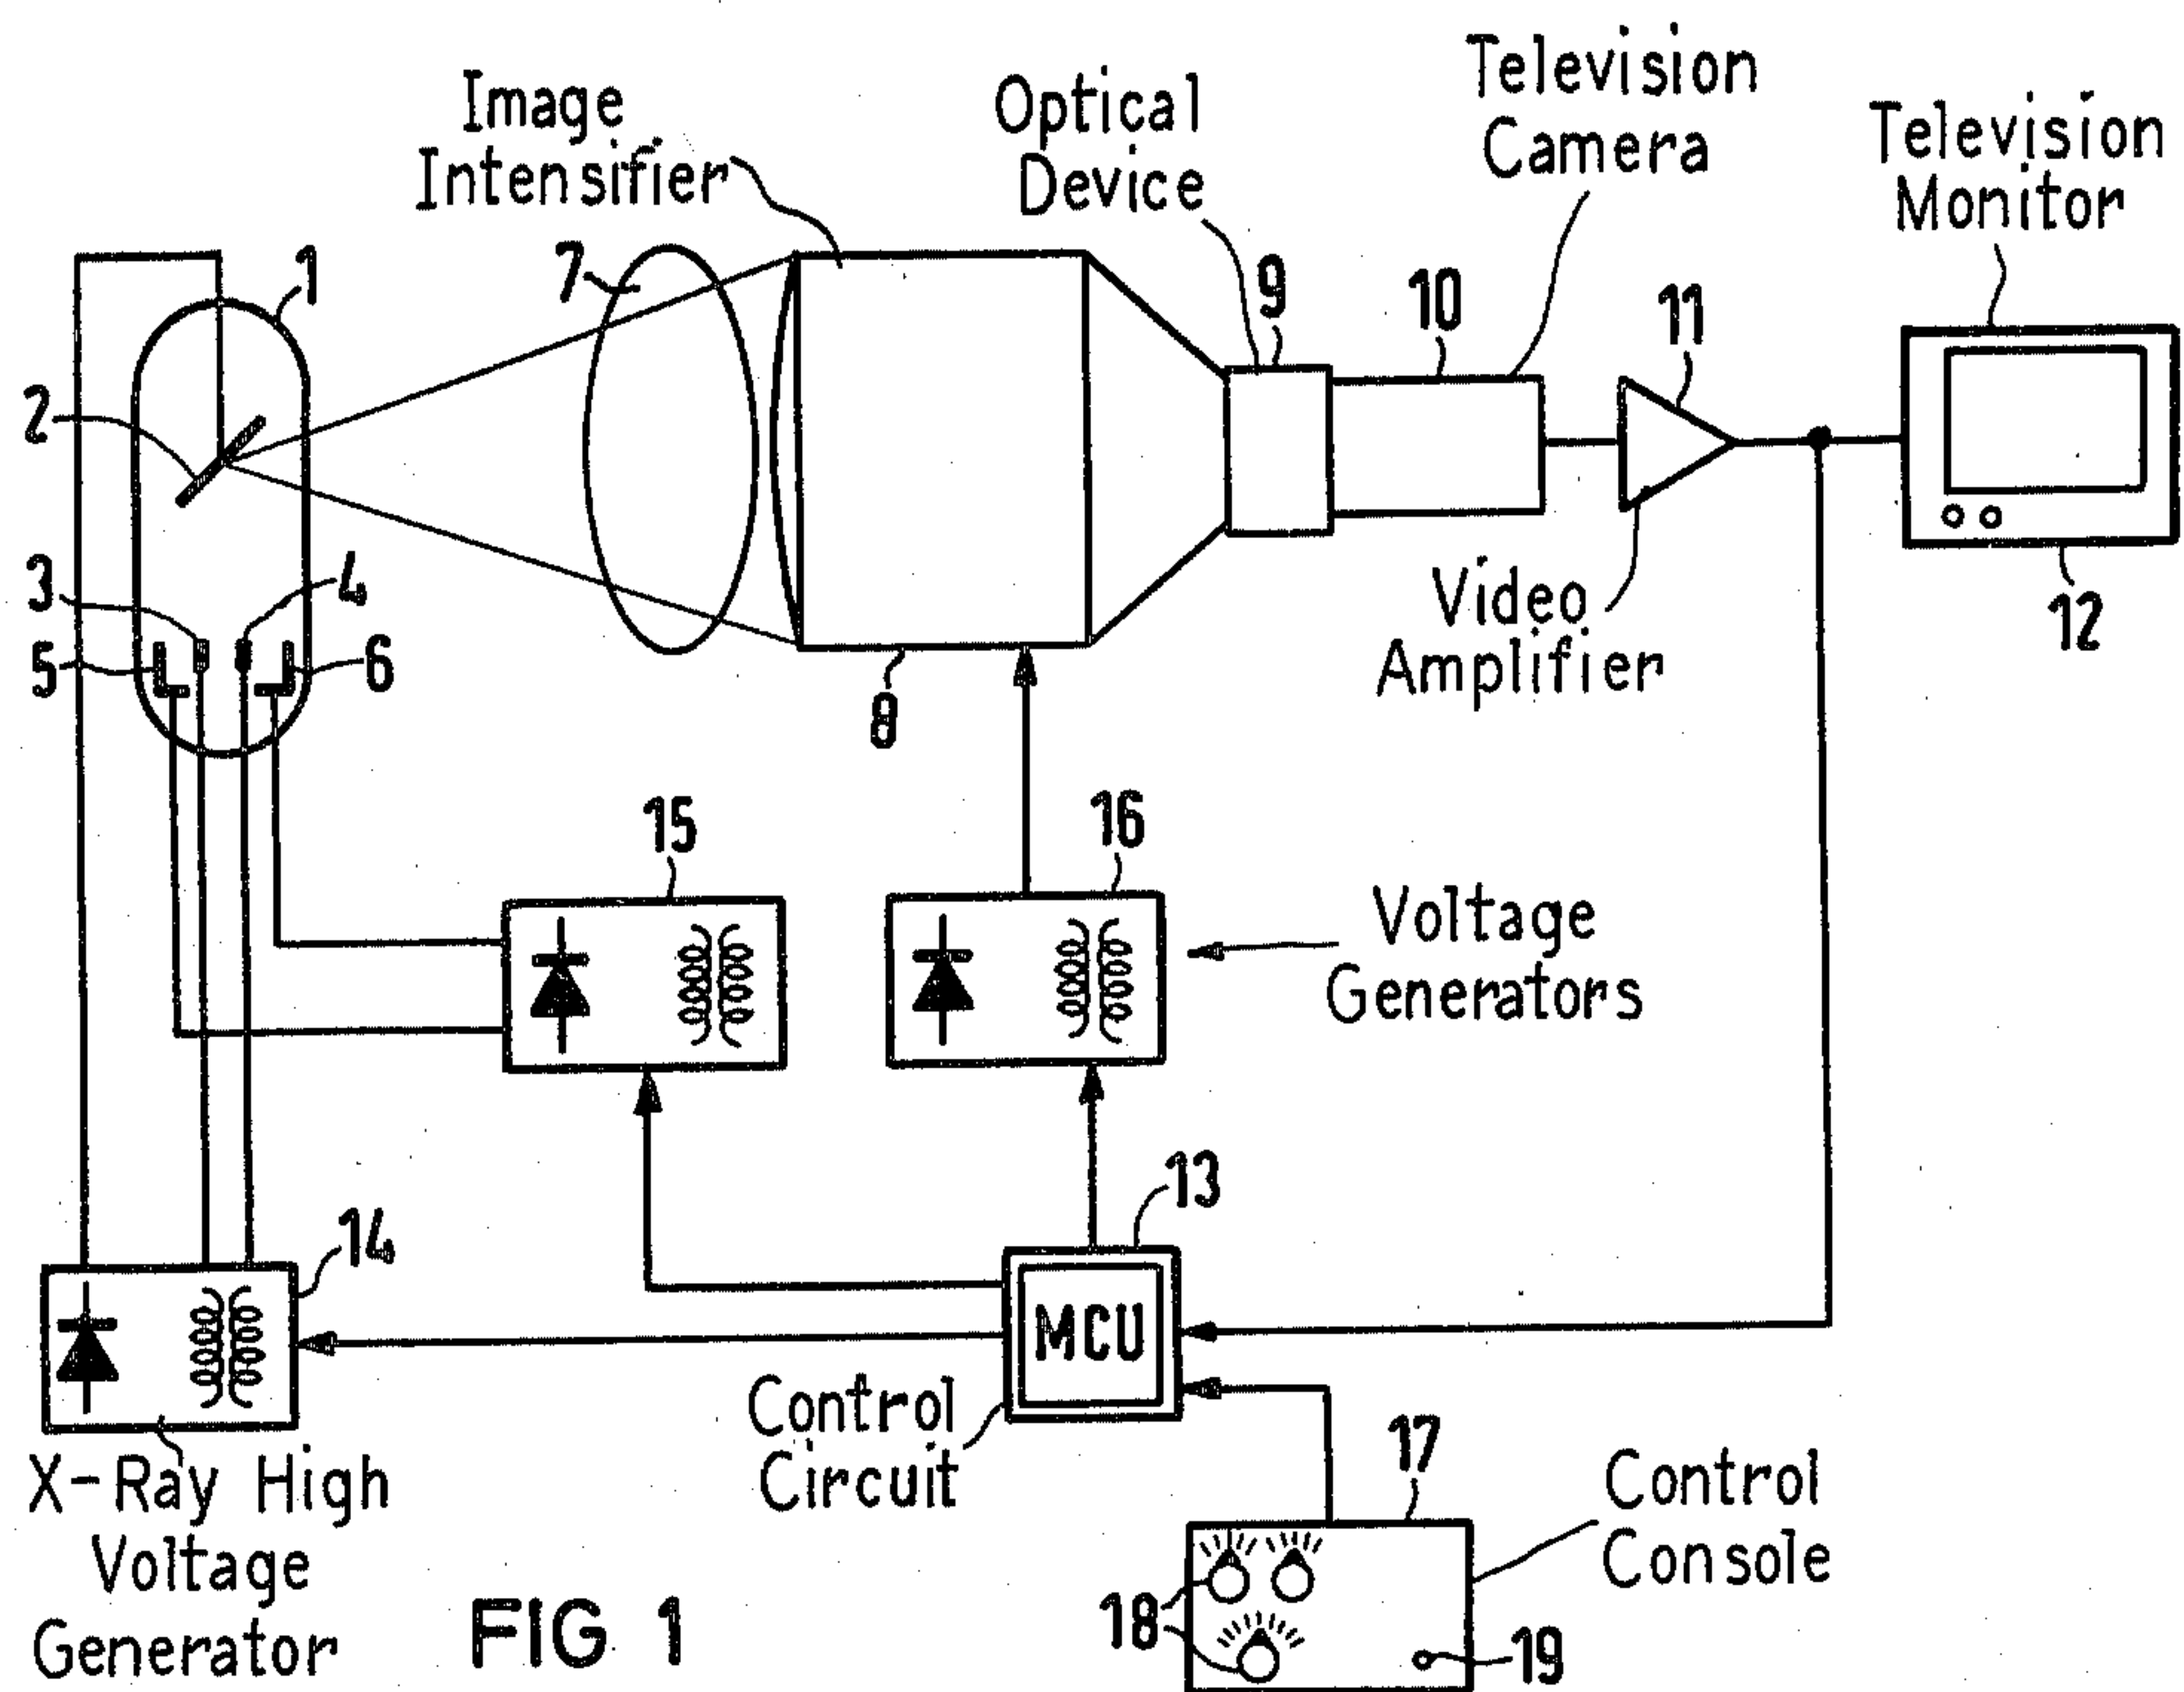 Image
Intensifier
Optical
Device
Television
Camera
Television
Monitor
1
7
9
10
11
2
3
4
5
6
8
Video
Amplifier
12
15
16
Voltage
Generators
13
14
MCU
Control
Circuit
X-Ray High
Voltage
Generator
17
Control
Console
18
19
FIG 1